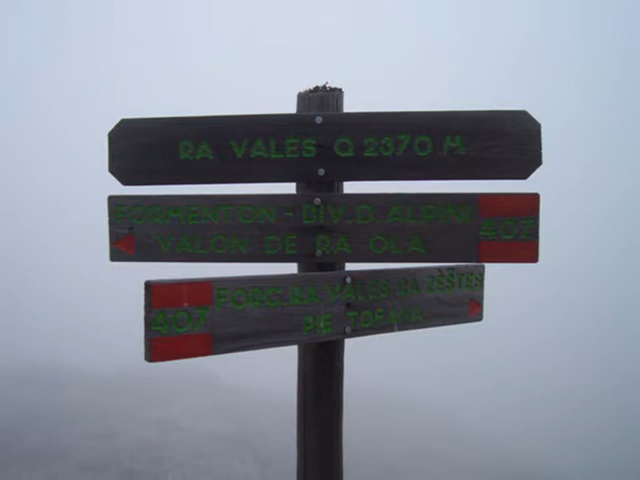 RA VALES Q 2370 M
FORMENTON - DIV. D. ALPINI
VALON DE RA OLA
407
FORC. RA VALES - RA ZESTES
407
PIE TOFANA